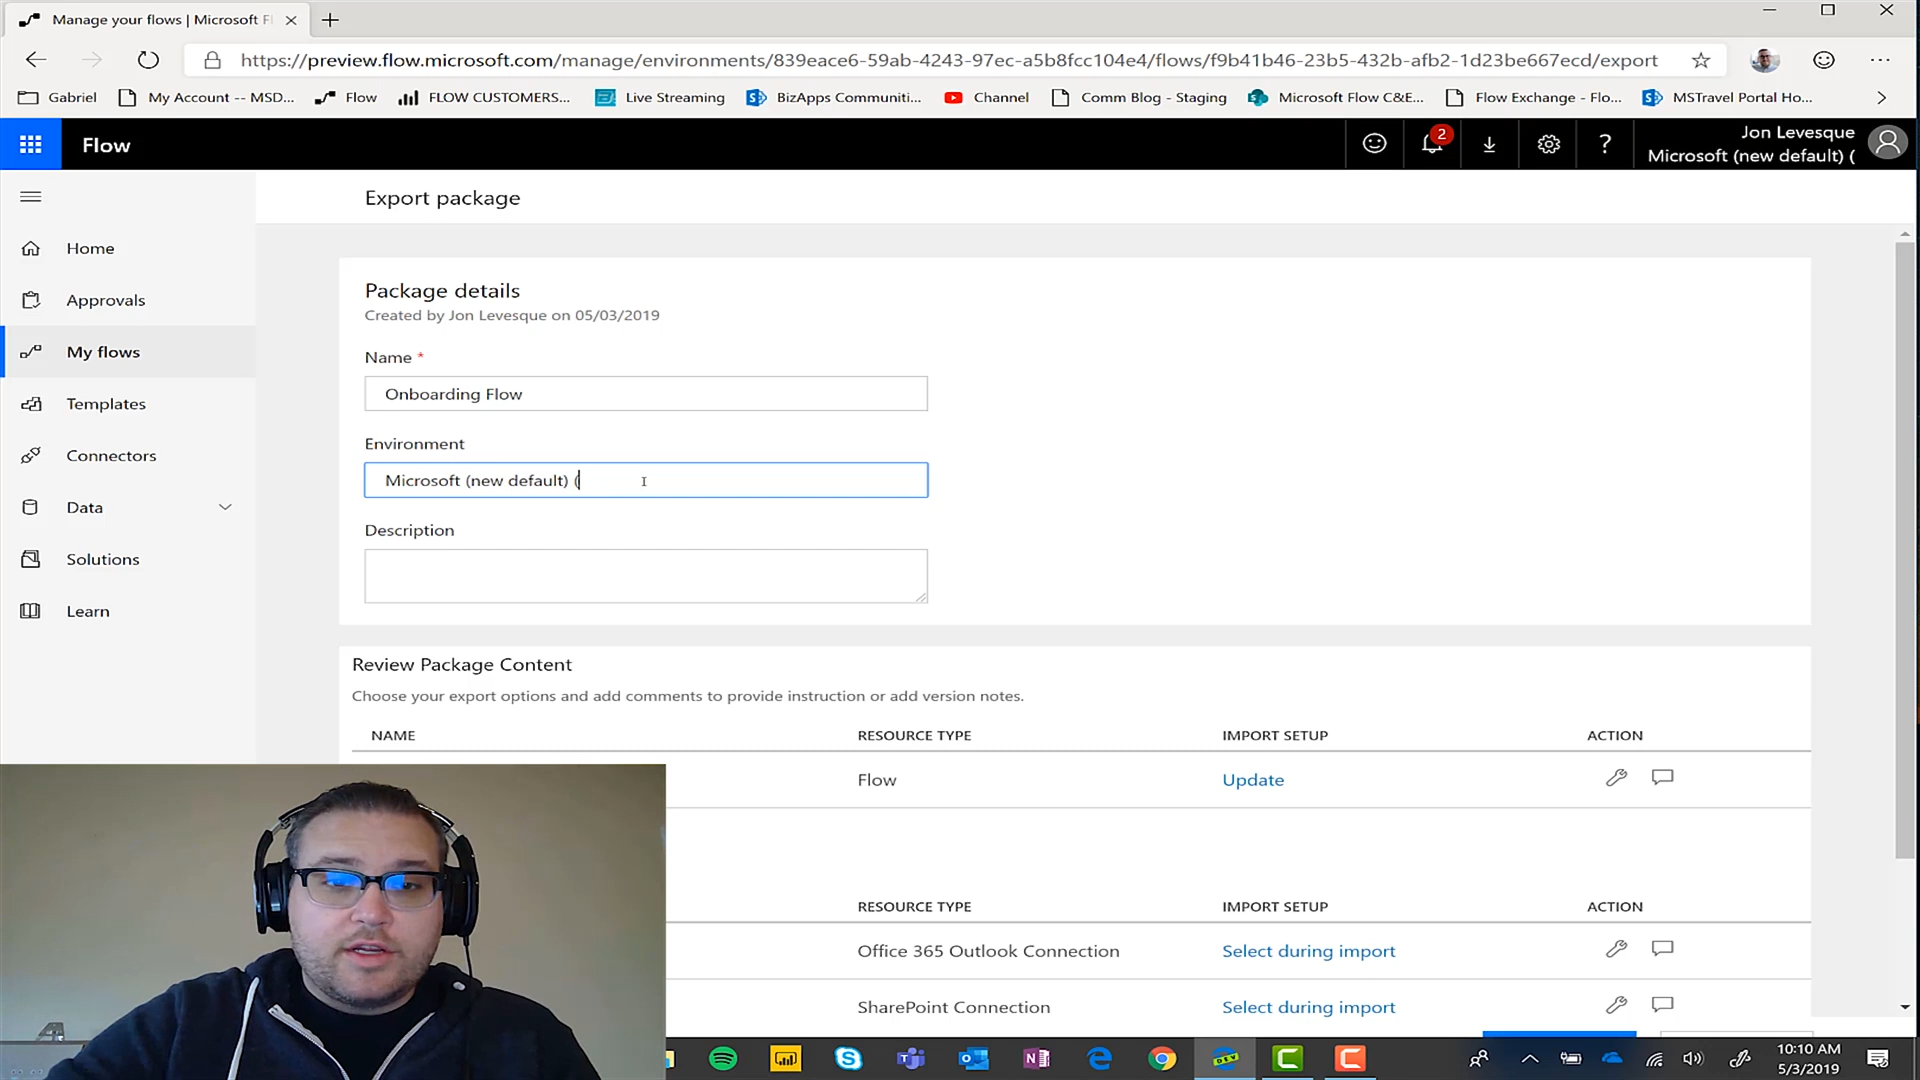 Manage your flows | Microsoft Fl
https://preview.flow.microsoft.com/manage/environments/839eace6-59ab-4243-97ec-a5b8fcc104e4/flows/f9b41b46-23b5-432b-afb2-1d23be667ecd/export
Gabriel My Account -- MSD... Flow FLOW CUSTOMERS... Live Streaming BizApps Communiti... Channel Comm Blog - Staging Microsoft Flow C&E... Flow Exchange - Flo... MSTravel Portal Ho...
Flow
2
?
Jon Levesque
Microsoft (new default) (
Export package
Home
Approvals
My flows
Templates
Connectors
Data
Solutions
Learn
Package details
Created by Jon Levesque on 05/03/2019
Name *
Onboarding Flow
Environment
Microsoft (new default) (
Description
Review Package Content
Choose your export options and add comments to provide instruction or add version notes.
NAME RESOURCE TYPE IMPORT SETUP ACTION
Flow Update
RESOURCE TYPE IMPORT SETUP ACTION
Office 365 Outlook Connection Select during import
SharePoint Connection Select during import
DEV
10:10 AM
5/3/2019